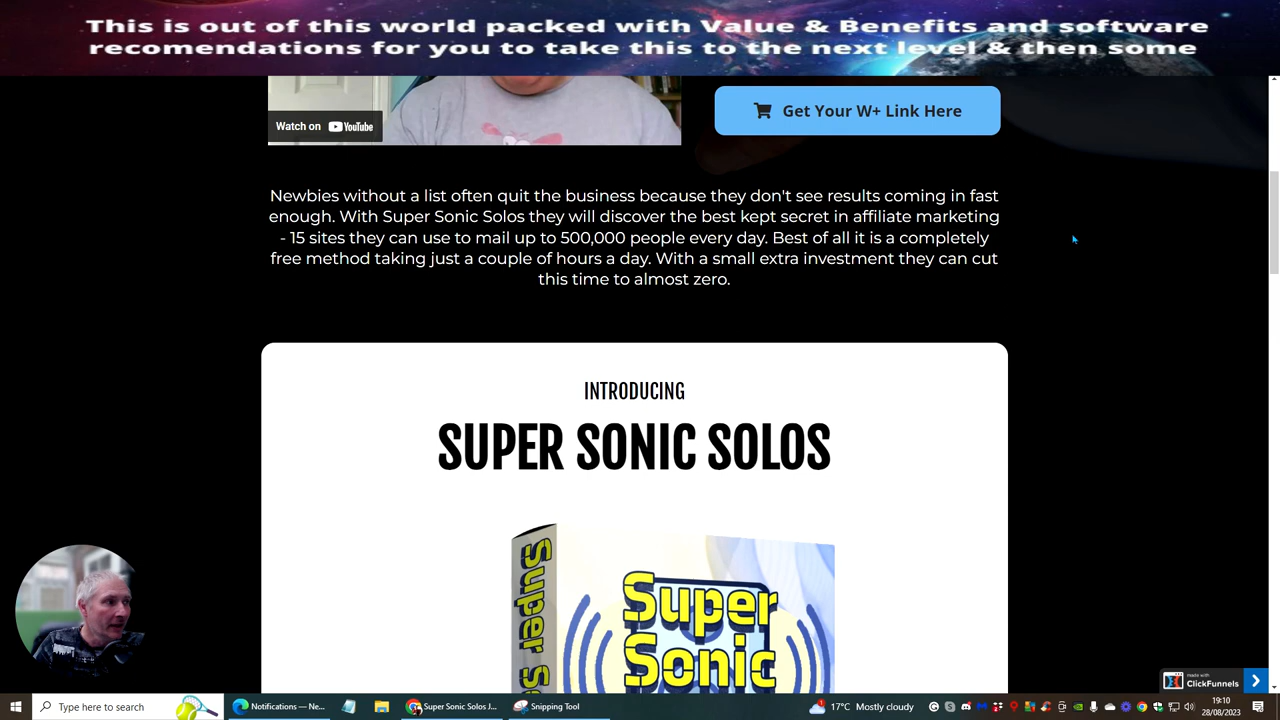 This is out of this world packed with Value & Benefits and software
recomendations for you to take this to the next level & then some
Watch on YouTube
Get Your W+ Link Here
Newbies without a list often quit the business because they don't see results coming in fast
enough. With Super Sonic Solos they will discover the best kept secret in affiliate marketing
- 15 sites they can use to mail up to 500,000 people every day. Best of all it is a completely
free method taking just a couple of hours a day. With a small extra investment they can cut
this time to almost zero.
INTRODUCING
SUPER SONIC SOLOS
Super So
Super
Sonic
made with
ClickFunnels
Type here to search
Notifications — Ne...
Super Sonic Solos J...
Snipping Tool
17°C Mostly cloudy
19:10
28/08/2023